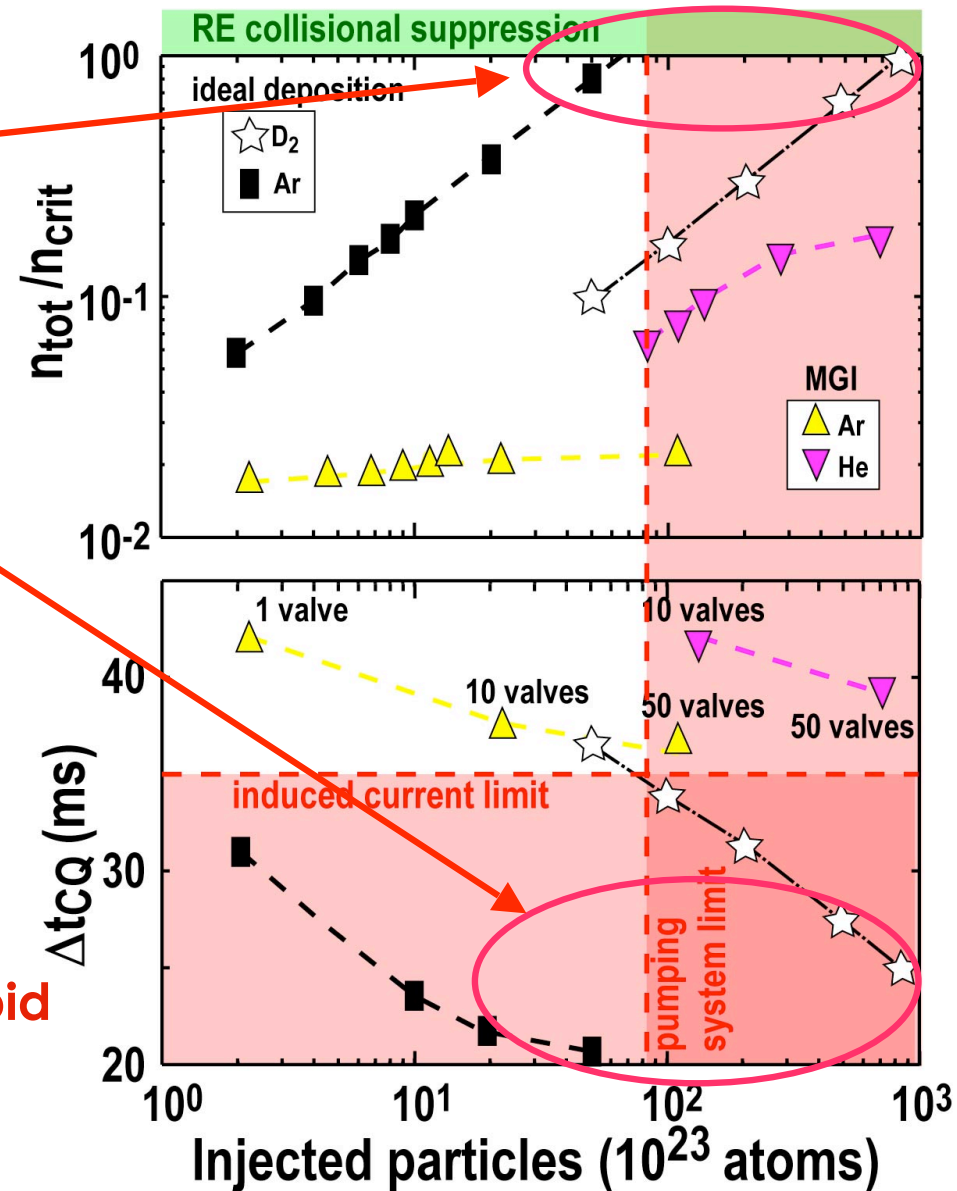 RE collisional suppression
10⁰
ideal deposition
D₂
Ar
n_tot/n_crit
10⁻¹
MGI
Ar
He
10⁻²
1 valve
10 valves
40
10 valves
50 valves
50 valves
induced current limit
Δt_CQ (ms)
30
pumping
system limit
20
10⁰ 10¹ 10² 10³
Injected particles (10²³ atoms)